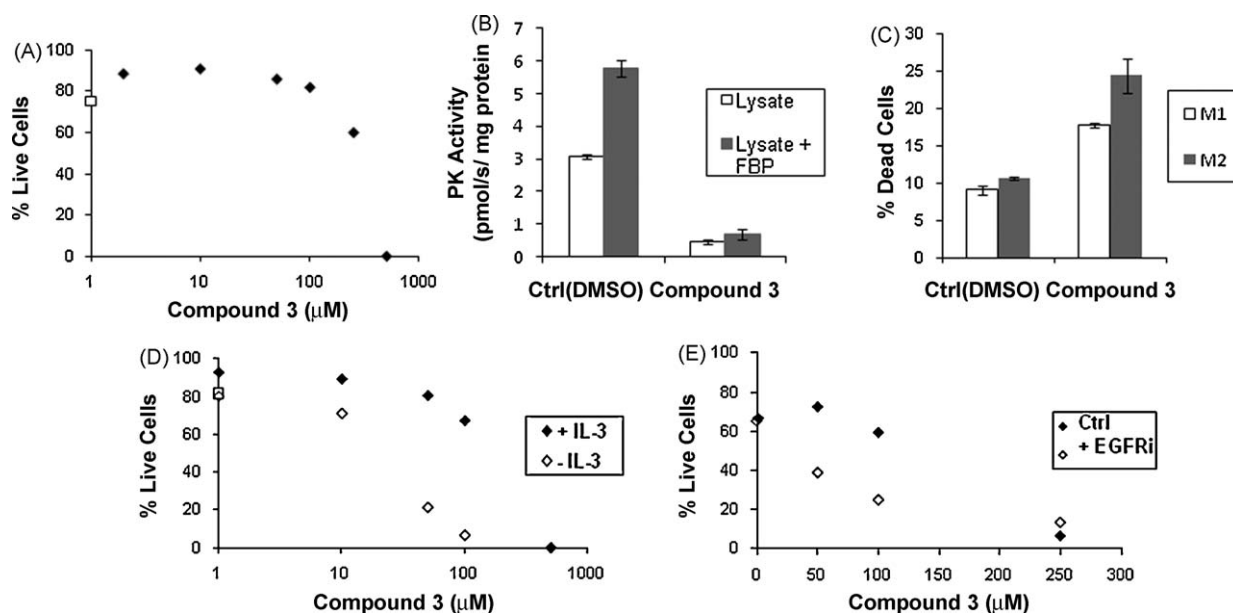 (A)
100
80
60
40
20
0
% Live Cells
1 10 100 1000
Compound 3 (μM)
(B)
7
6
5
4
3
2
1
0
PK Activity
(pmol/s/ mg protein)
Lysate
Lysate +
FBP
Ctrl(DMSO) Compound 3
(C)
30
25
20
15
10
5
0
% Dead Cells
M1
M2
Ctrl(DMSO) Compound 3
(D)
100
80
60
40
20
0
% Live Cells
+ IL-3
- IL-3
1 10 100 1000
Compound 3 (μM)
(E)
100
80
60
40
20
0
% Live Cells
Ctrl
+ EGFRi
0 50 100 150 200 250 300
Compound 3 (μM)